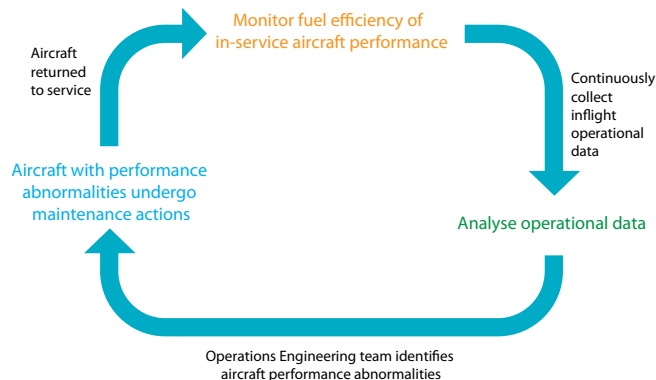 Monitor fuel efficiency of
in-service aircraft performance
Aircraft
returned
to service
Continuously
collect
inflight
operational
data
Aircraft with performance
abnormalities undergo
maintenance actions
Analyse operational data
Operations Engineering team identifies
aircraft performance abnormalities